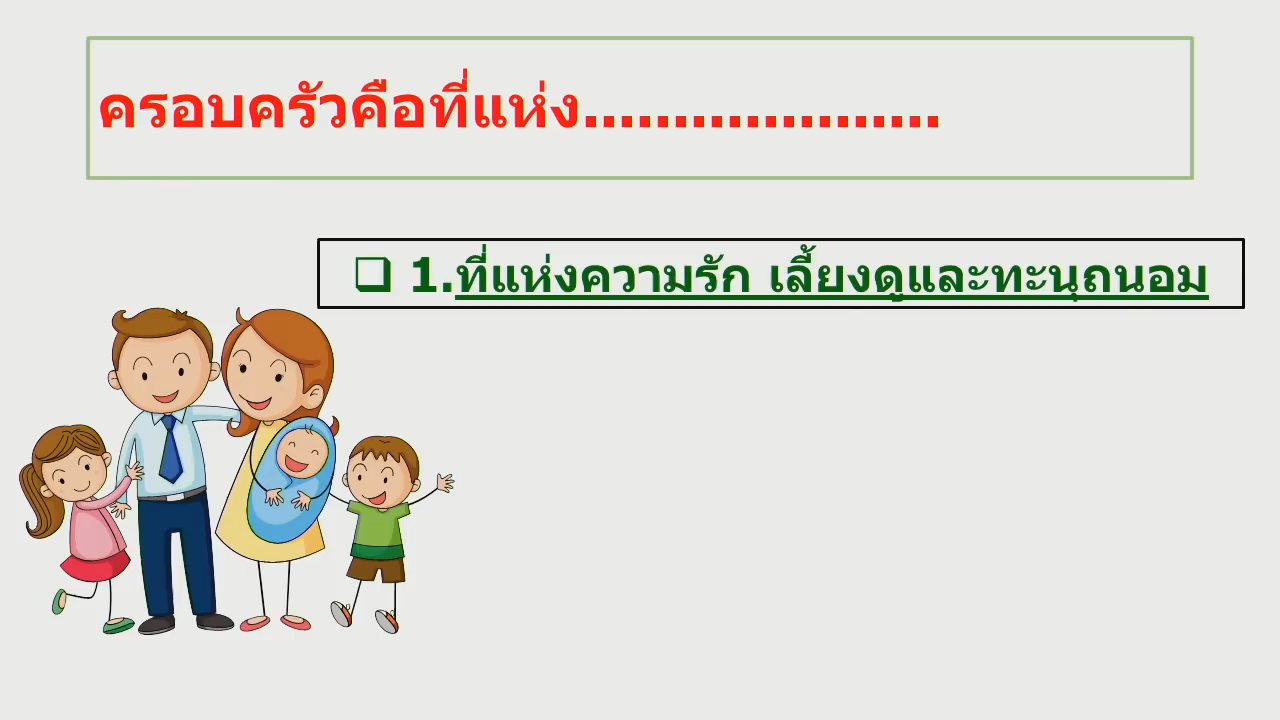 ครอบครัวคือที่แห่ง....................
❑ 1.ที่แห่งความรัก เลี้ยงดูและทะนุถนอม